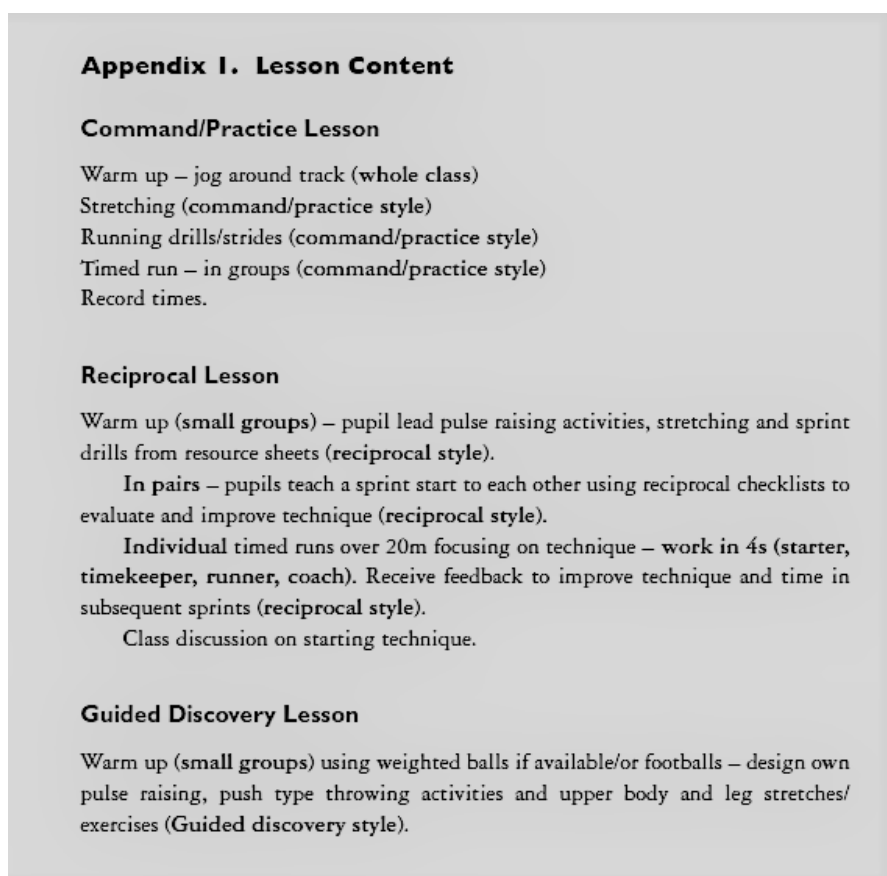 Appendix 1. Lesson Content
Command/Practice Lesson
Warm up – jog around track (whole class)
Stretching (command/practice style)
Running drills/strides (command/practice style)
Timed run – in groups (command/practice style)
Record times.
Reciprocal Lesson
Warm up (small groups) – pupil lead pulse raising activities, stretching and sprint
drills from resource sheets (reciprocal style).
In pairs – pupils teach a sprint start to each other using reciprocal checklists to
evaluate and improve technique (reciprocal style).
Individual timed runs over 20m focusing on technique – work in 4s (starter,
timekeeper, runner, coach). Receive feedback to improve technique and time in
subsequent sprints (reciprocal style).
Class discussion on starting technique.
Guided Discovery Lesson
Warm up (small groups) using weighted balls if available/or footballs – design own
pulse raising, push type throwing activities and upper body and leg stretches/
exercises (Guided discovery style).